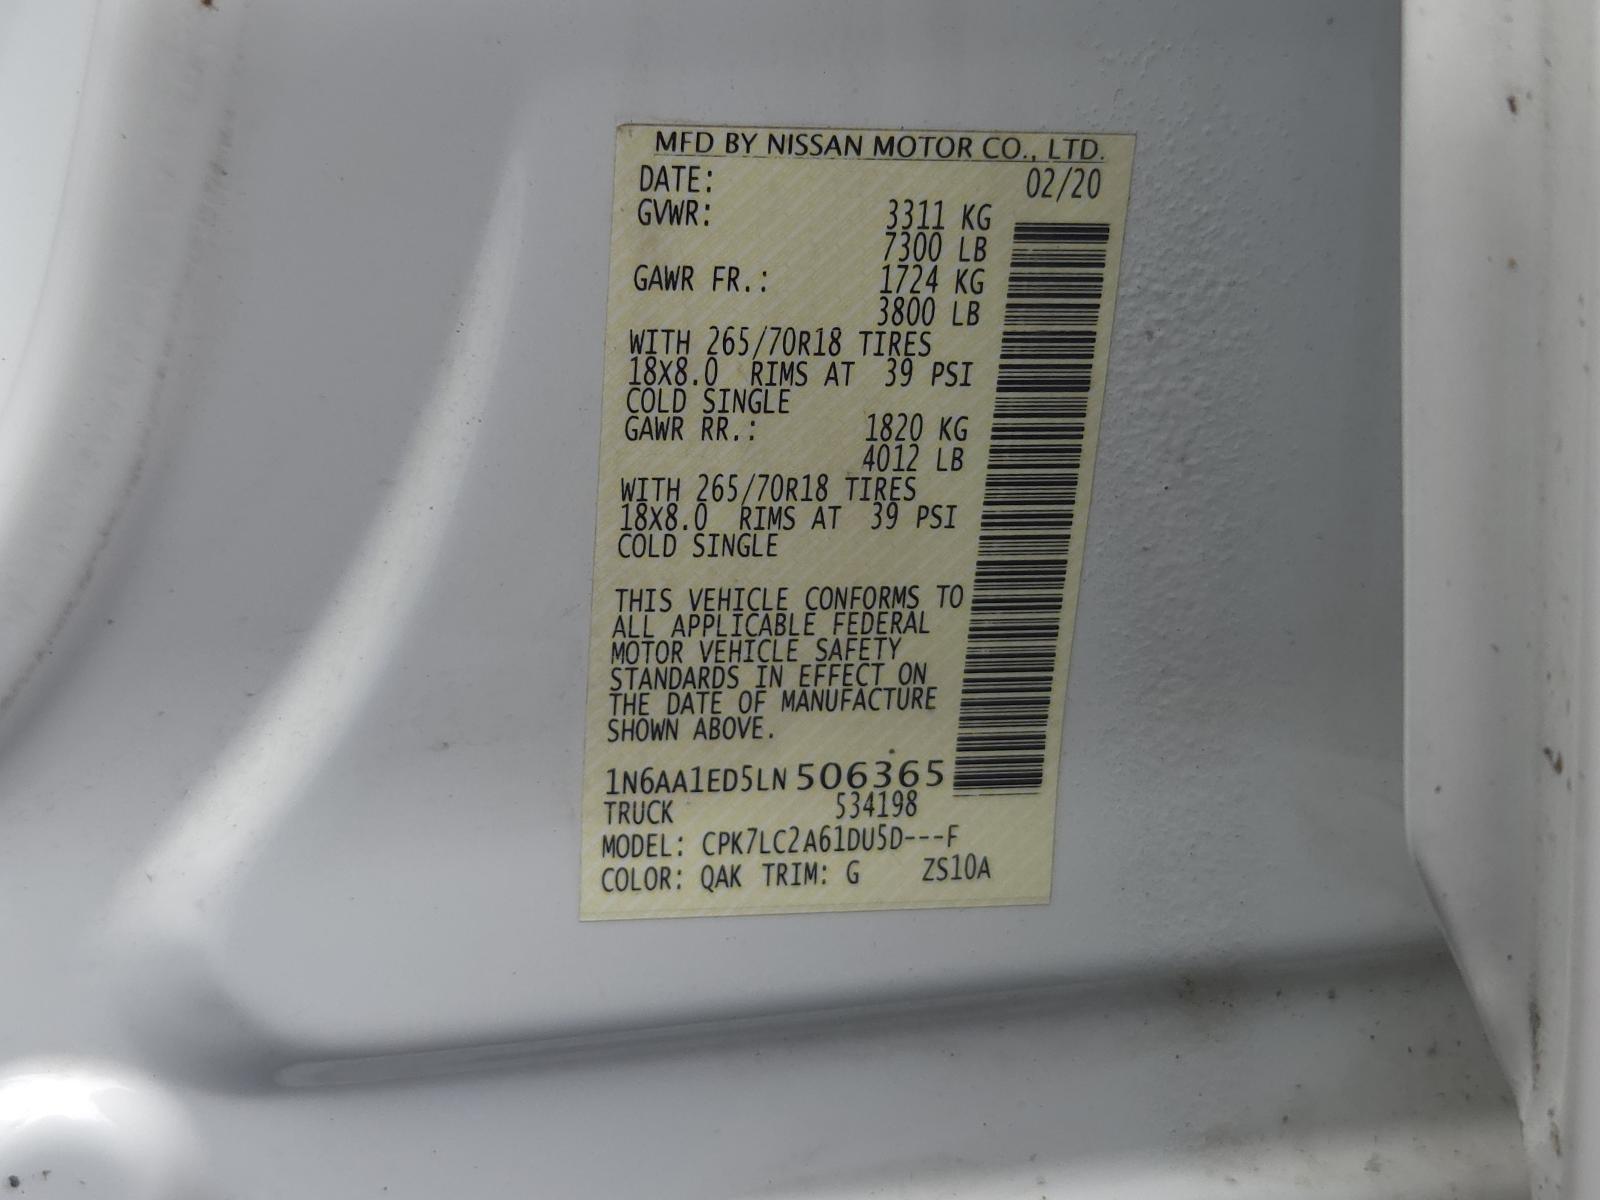 MFD BY NISSAN MOTOR CO., LTD.
DATE: 02/20
GVWR: 3311 KG
7300 LB
GAWR FR.: 1724 KG
3800 LB
WITH 265/70R18 TIRES
18X8.0 RIMS AT 39 PSI
COLD SINGLE
GAWR RR.: 1820 KG
4012 LB
WITH 265/70R18 TIRES
18X8.0 RIMS AT 39 PSI
COLD SINGLE
THIS VEHICLE CONFORMS TO
ALL APPLICABLE FEDERAL
MOTOR VEHICLE SAFETY
STANDARDS IN EFFECT ON
THE DATE OF MANUFACTURE
SHOWN ABOVE.
1N6AA1ED5LN 506365
TRUCK 534198
MODEL: CPK7LC2A61DU5D---F
COLOR: QAK TRIM: G ZS10A